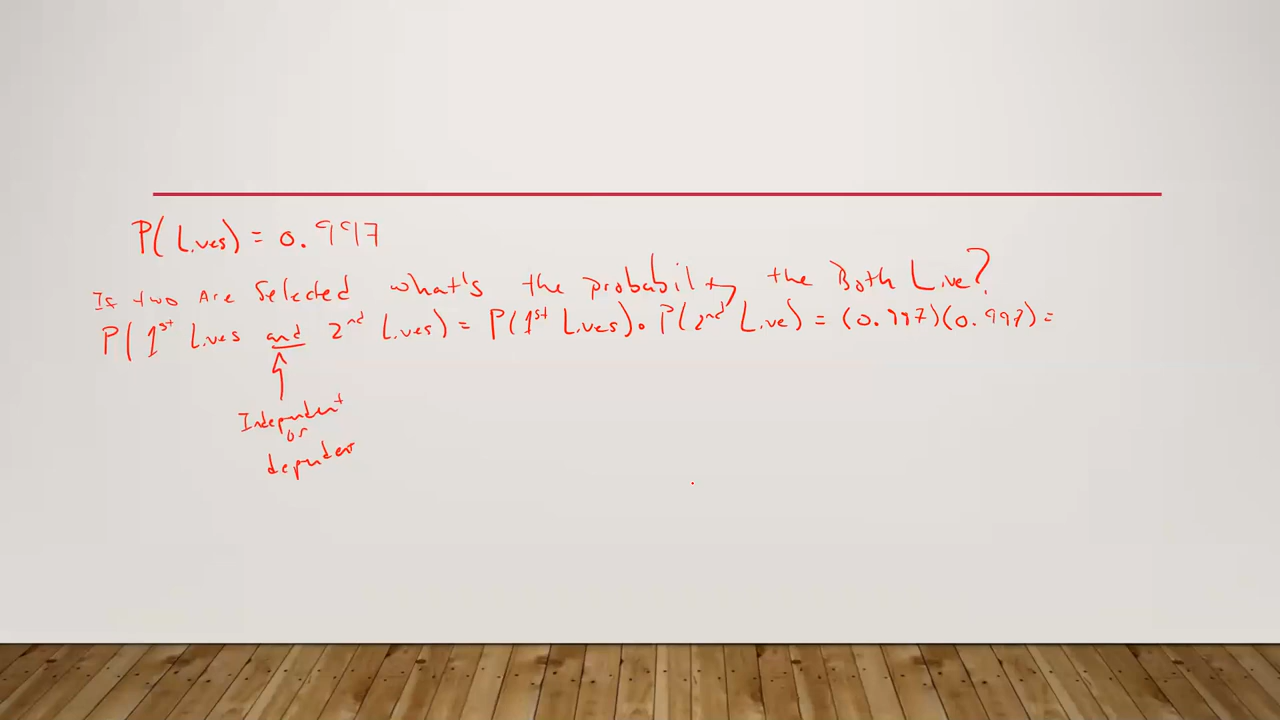 P(Lives) = 0.997
If two are selected what's the probability the Both Live?
P(1st Lives and 2nd Lives) = P(1st Lives) • P(2nd Live) = (0.997)(0.997) =
Independent
or
dependent